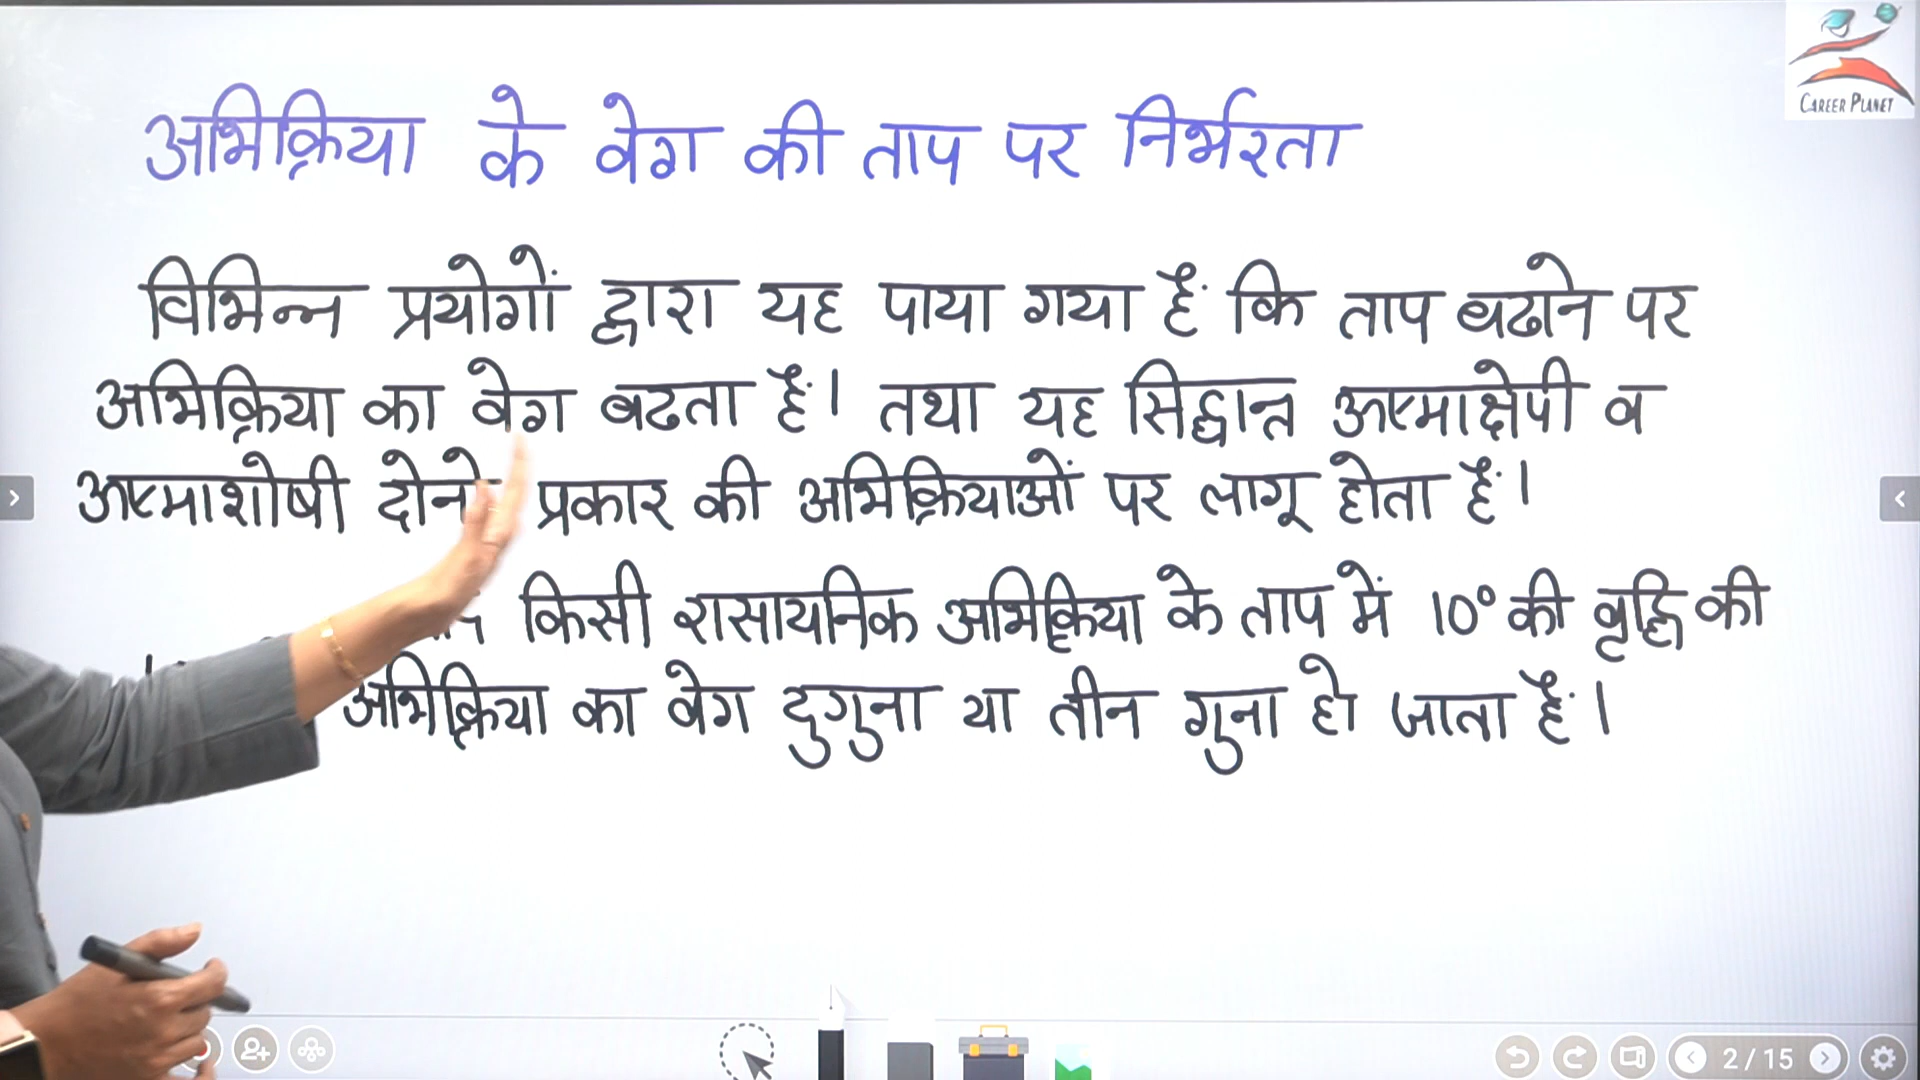 CAREER PLANET
अभिक्रिया के वेग की ताप पर निर्भरता
विभिन्न प्रयोगों द्वारा यह पाया गया हैं कि ताप बढाने पर
अभिक्रिया का वेग बढता हैं। तथा यह सिद्धान्त ऊष्माक्षेपी व
ऊष्माशोषी दोनो प्रकार की अभिक्रियाओं पर लागू होता हैं।
किसी रासायनिक अभिक्रिया के ताप में 10° की वृद्धि की
अभिक्रिया का वेग दुगुना या तीन गुना हो जाता हैं।
2/15